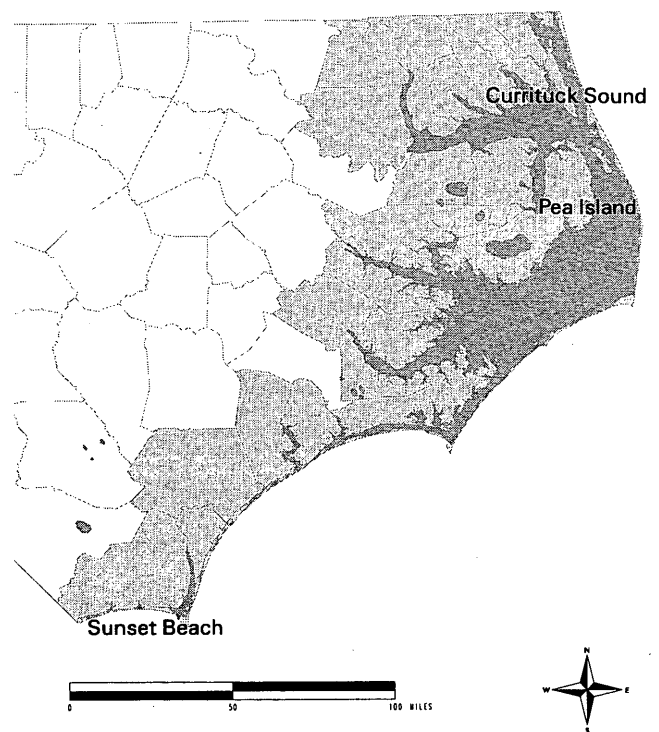 Currituck Sound
Pea Island
Sunset Beach
N
W E
S
0 50 100 MILES